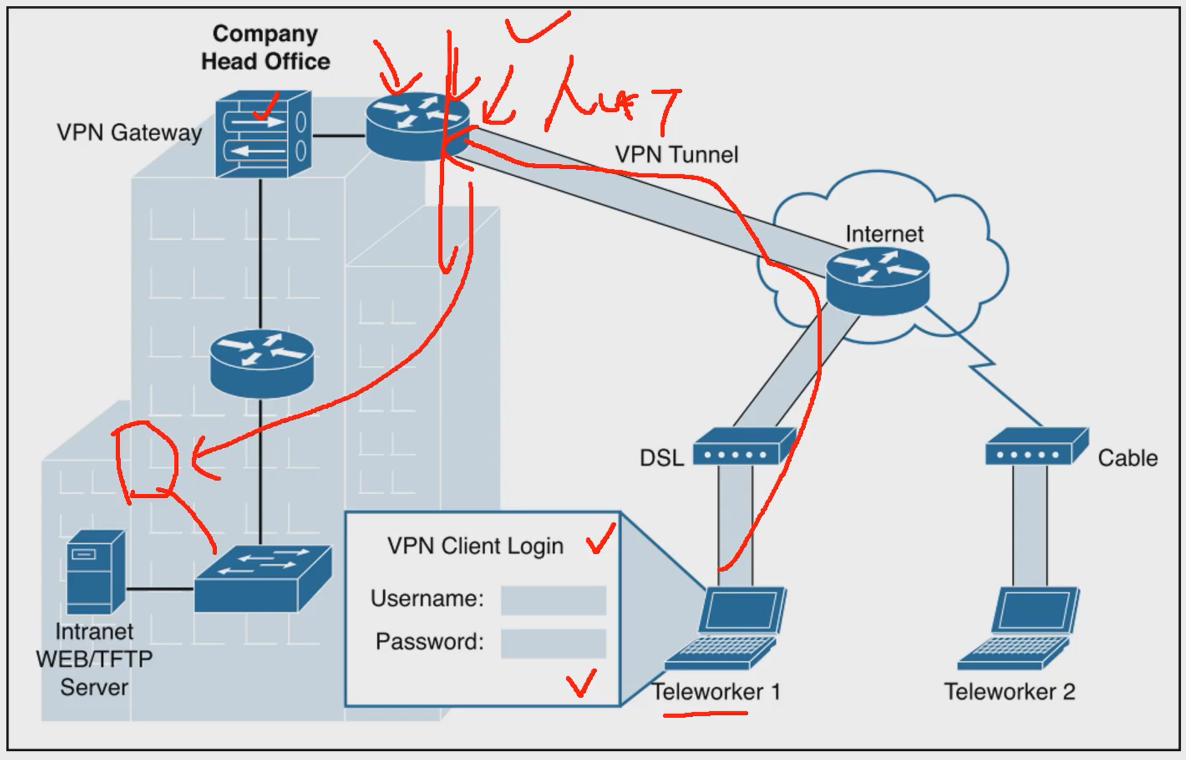 Company
Head Office
VPN Gateway
VPN Tunnel
Internet
DSL
Cable
VPN Client Login
Username:
Password:
Intranet
WEB/TFTP
Server
Teleworker 1
Teleworker 2